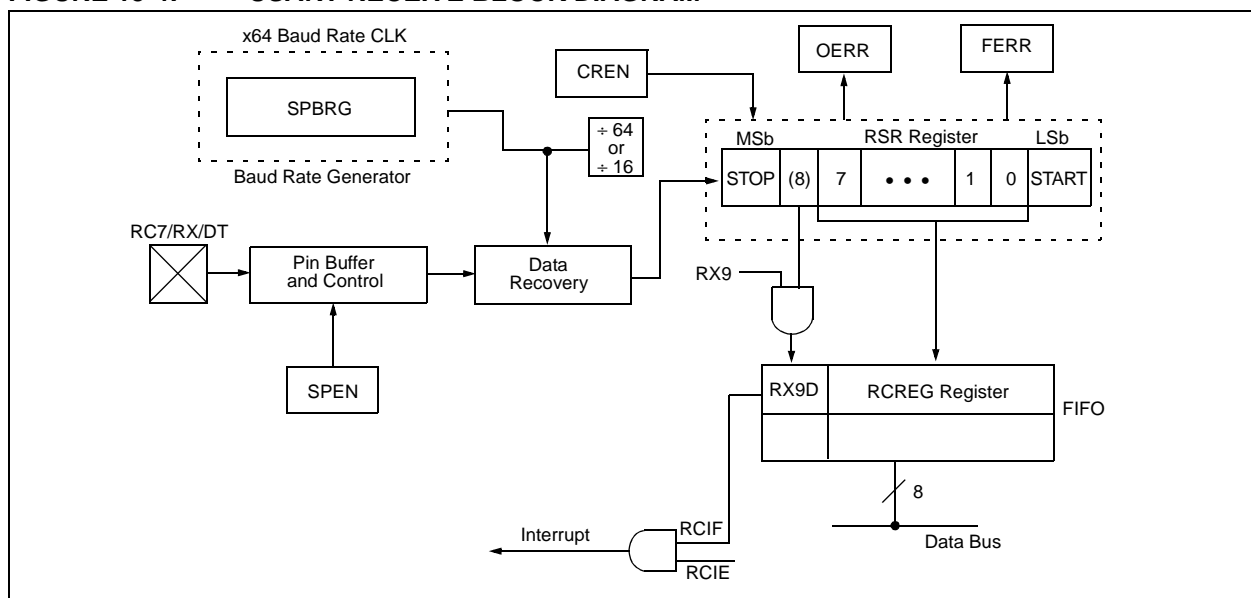 x64 Baud Rate CLK
SPBRG
Baud Rate Generator
CREN
OERR
FERR
÷ 64
or
÷ 16
MSb RSR Register LSb
STOP (8) 7 • • • 1 0 START
RC7/RX/DT
Pin Buffer
and Control
Data
Recovery
RX9
SPEN
RX9D RCREG Register
FIFO
8
Data Bus
Interrupt
RCIF
RCIE